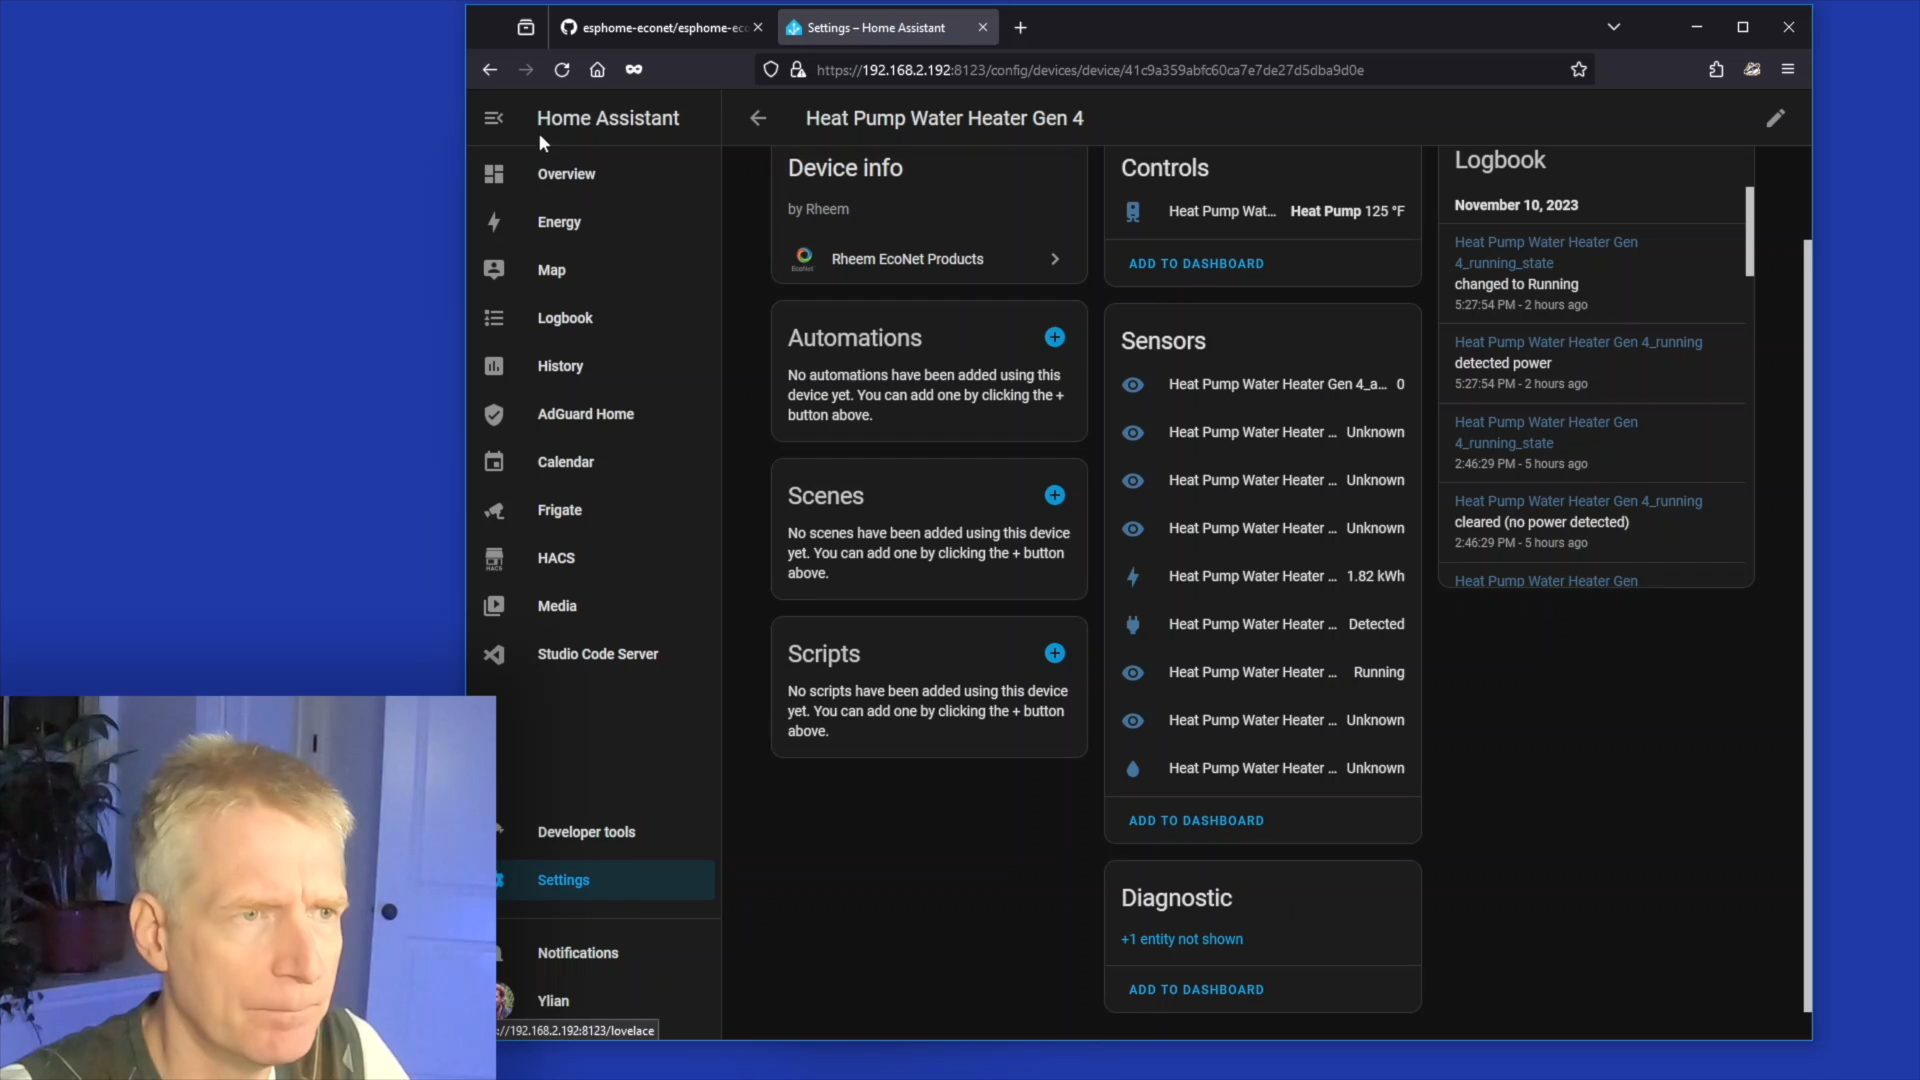 esphome-econet/esphome-ec
Settings – Home Assistant
https://192.168.2.192:8123/config/devices/device/41c9a359abfc60ca7e7de27d5dba9d0e
Home Assistant
Heat Pump Water Heater Gen 4
Overview
Energy
Map
Logbook
History
AdGuard Home
Calendar
Frigate
HACS
HACS
Media
Studio Code Server
Developer tools
Settings
Notifications
Ylian
://192.168.2.192:8123/lovelace
Device info
by Rheem
EcoNet
Rheem EcoNet Products
Automations
No automations have been added using this
device yet. You can add one by clicking the +
button above.
Scenes
No scenes have been added using this device
yet. You can add one by clicking the + button
above.
Scripts
No scripts have been added using this device
yet. You can add one by clicking the + button
above.
Controls
Heat Pump Wat... Heat Pump 125 °F
ADD TO DASHBOARD
Sensors
Heat Pump Water Heater Gen 4_a... 0
Heat Pump Water Heater ... Unknown
Heat Pump Water Heater ... Unknown
Heat Pump Water Heater ... Unknown
Heat Pump Water Heater ... 1.82 kWh
Heat Pump Water Heater ... Detected
Heat Pump Water Heater ... Running
Heat Pump Water Heater ... Unknown
Heat Pump Water Heater ... Unknown
ADD TO DASHBOARD
Diagnostic
+1 entity not shown
ADD TO DASHBOARD
Logbook
November 10, 2023
Heat Pump Water Heater Gen
4_running_state
changed to Running
5:27:54 PM - 2 hours ago
Heat Pump Water Heater Gen 4_running
detected power
5:27:54 PM - 2 hours ago
Heat Pump Water Heater Gen
4_running_state
2:46:29 PM - 5 hours ago
Heat Pump Water Heater Gen 4_running
cleared (no power detected)
2:46:29 PM - 5 hours ago
Heat Pump Water Heater Gen